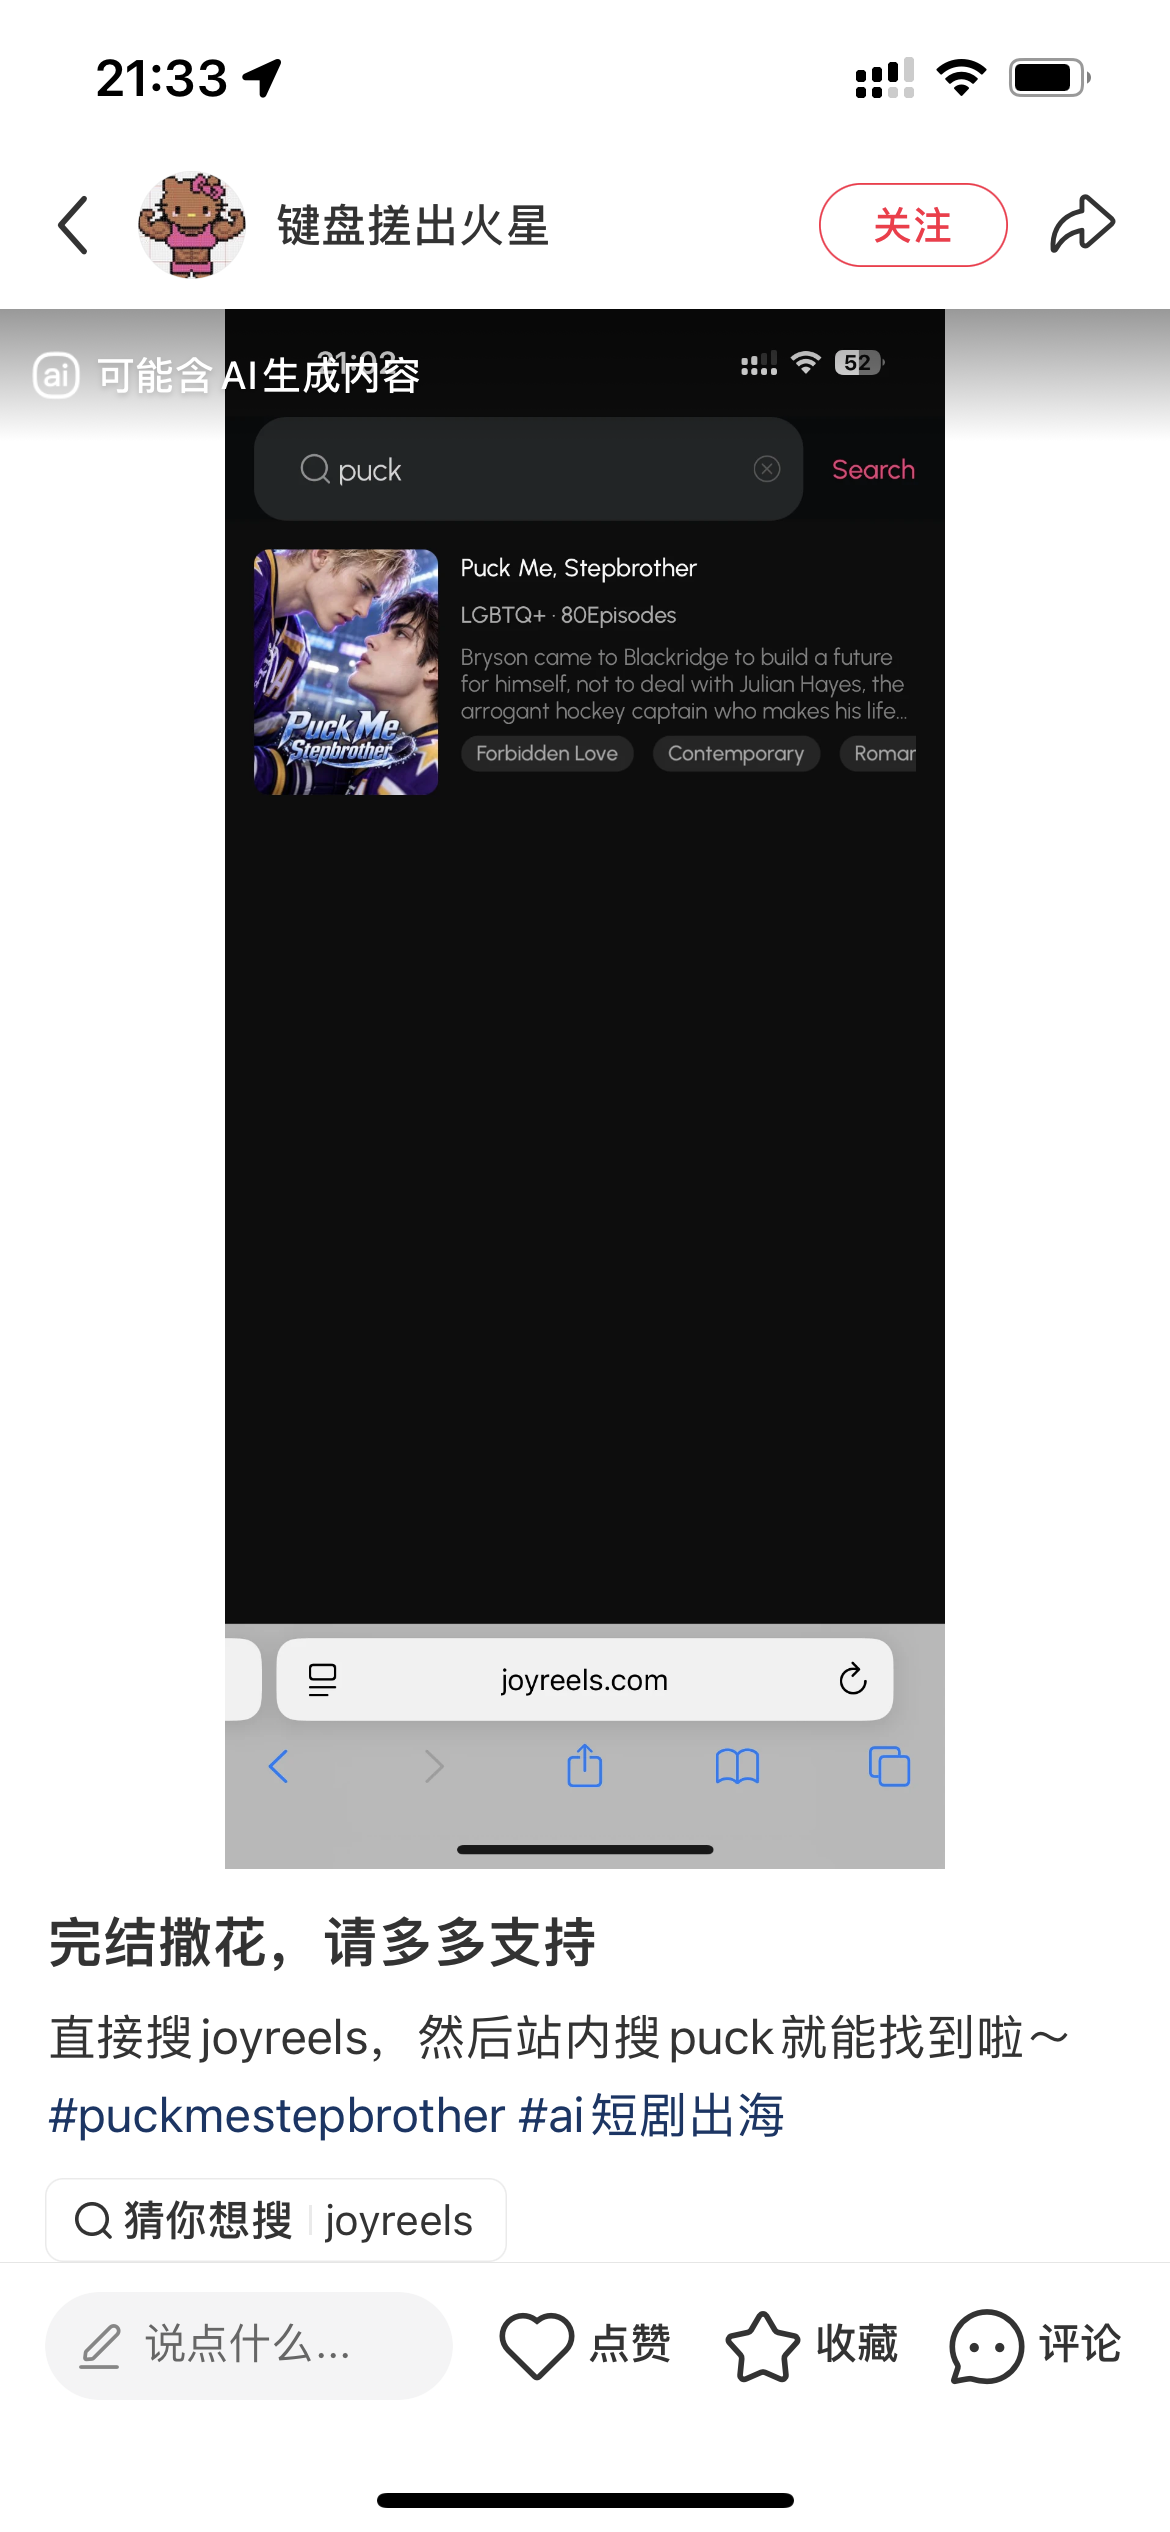 21:33
键盘搓出火星
关注
ai 可能含AI生成内容
21:02
52
puck
Search
Puck Me, Stepbrother
LGBTQ+ · 80Episodes
Bryson came to Blackridge to build a future
for himself, not to deal with Julian Hayes, the
arrogant hockey captain who makes his life...
Forbidden Love
Contemporary
Romar
Puck Me
Stepbrother
joyreels.com
完结撒花，请多多支持
直接搜joyreels，然后站内搜puck就能找到啦～
#puckmestepbrother #ai短剧出海
猜你想搜 joyreels
说点什么...
点赞
收藏
评论